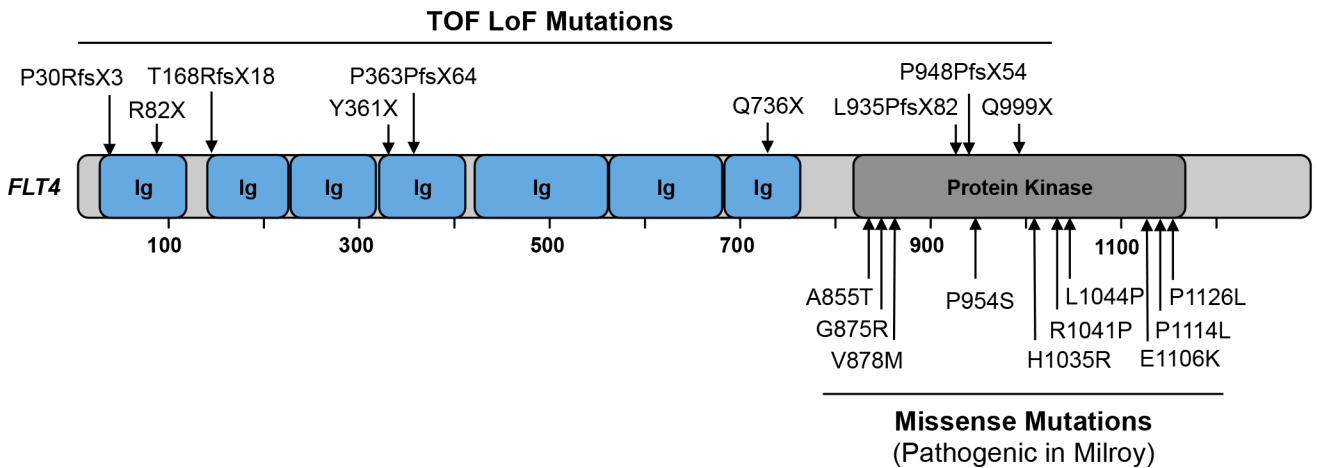 TOF LoF Mutations
P30RfsX3 T168RfsX18 P363PfsX64 P948PfsX54
R82X Y361X Q736X L935PfsX82 Q999X
FLT4 Ig Ig Ig Ig Ig Ig Ig Protein Kinase
100 300 500 700 900 1100
A855T P954S L1044P P1126L
G875R R1041P P1114L
V878M H1035R E1106K
Missense Mutations
(Pathogenic in Milroy)